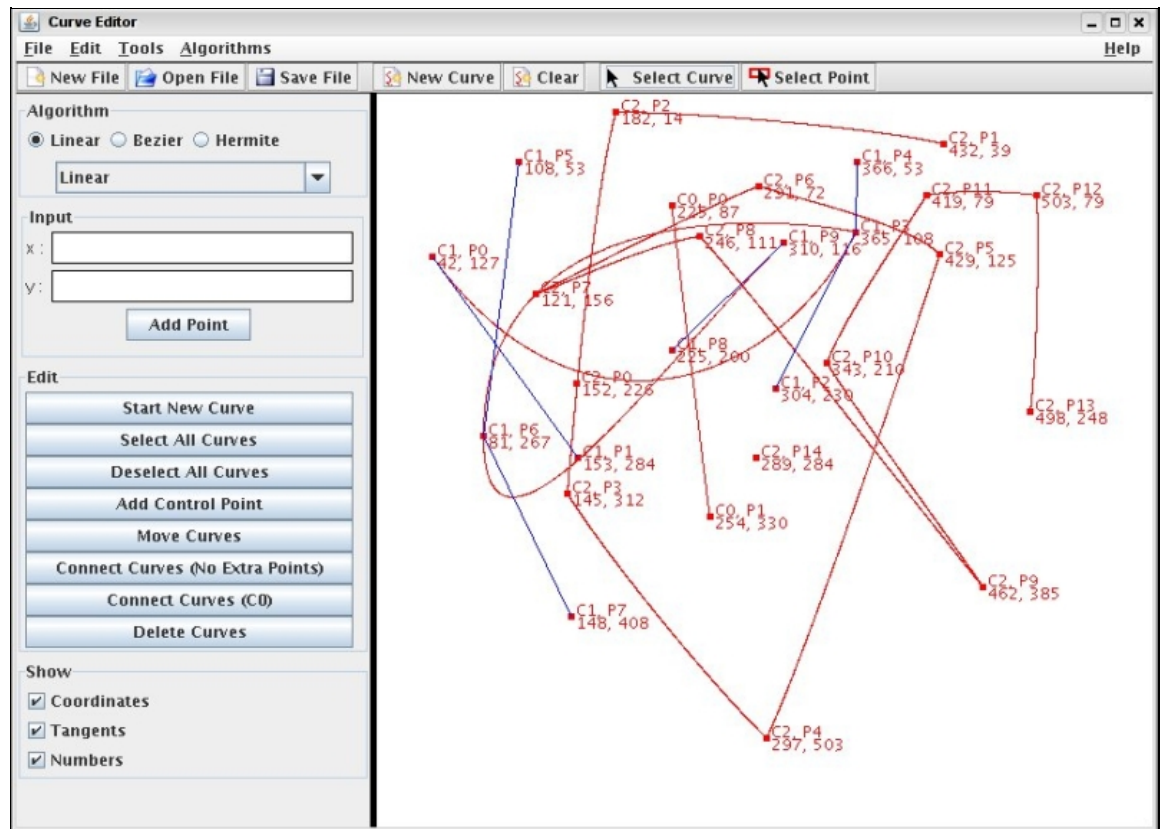 Curve Editor
File Edit Tools Algorithms Help
New File Open File Save File New Curve Clear Select Curve Select Point
Algorithm
Linear Bezier Hermite
Linear
Input
x :
y :
Add Point
Edit
Start New Curve
Select All Curves
Deselect All Curves
Add Control Point
Move Curves
Connect Curves (No Extra Points)
Connect Curves (C0)
Delete Curves
Show
Coordinates
Tangents
Numbers
C2, P2
182, 14
C2, P1
432, 39
C1, P5
108, 53
C1, P4
366, 53
C2, P6
291, 72
C2, P11
419, 79
C2, P12
503, 79
C0, P0
225, 87
C2, P8
246, 111
C1, P9
310, 116
C1, P3
365, 108
C2, P5
429, 125
C1, P0
42, 127
C2, P7
121, 156
C1, P8
225, 200
C2, P10
343, 210
C2, P0
152, 226
C1, P2
304, 230
C2, P13
498, 248
C1, P6
81, 267
C1, P1
153, 284
C2, P14
289, 284
C2, P3
145, 312
C0, P1
254, 330
C2, P9
462, 385
C1, P7
148, 408
C2, P4
297, 503